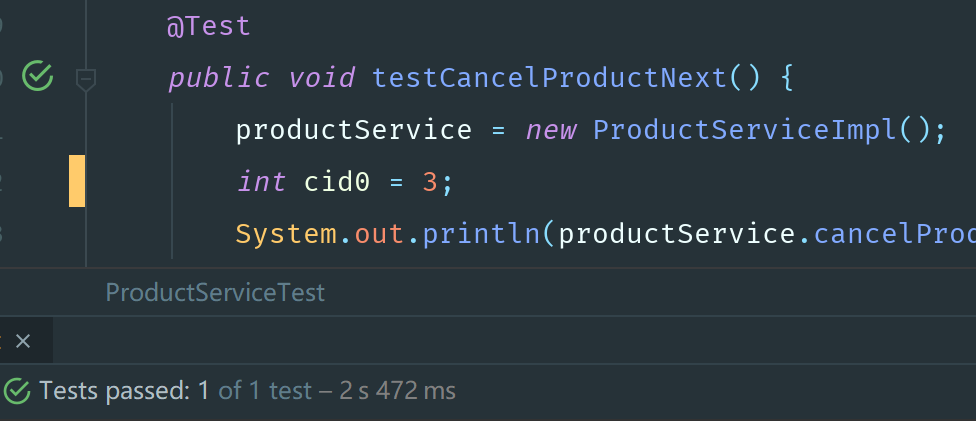 @Test
public void testCancelProductNext() {
productService = new ProductServiceImpl();
int cid0 = 3;
System.out.println(productService.cancelProd
ProductServiceTest
Tests passed: 1 of 1 test – 2 s 472 ms